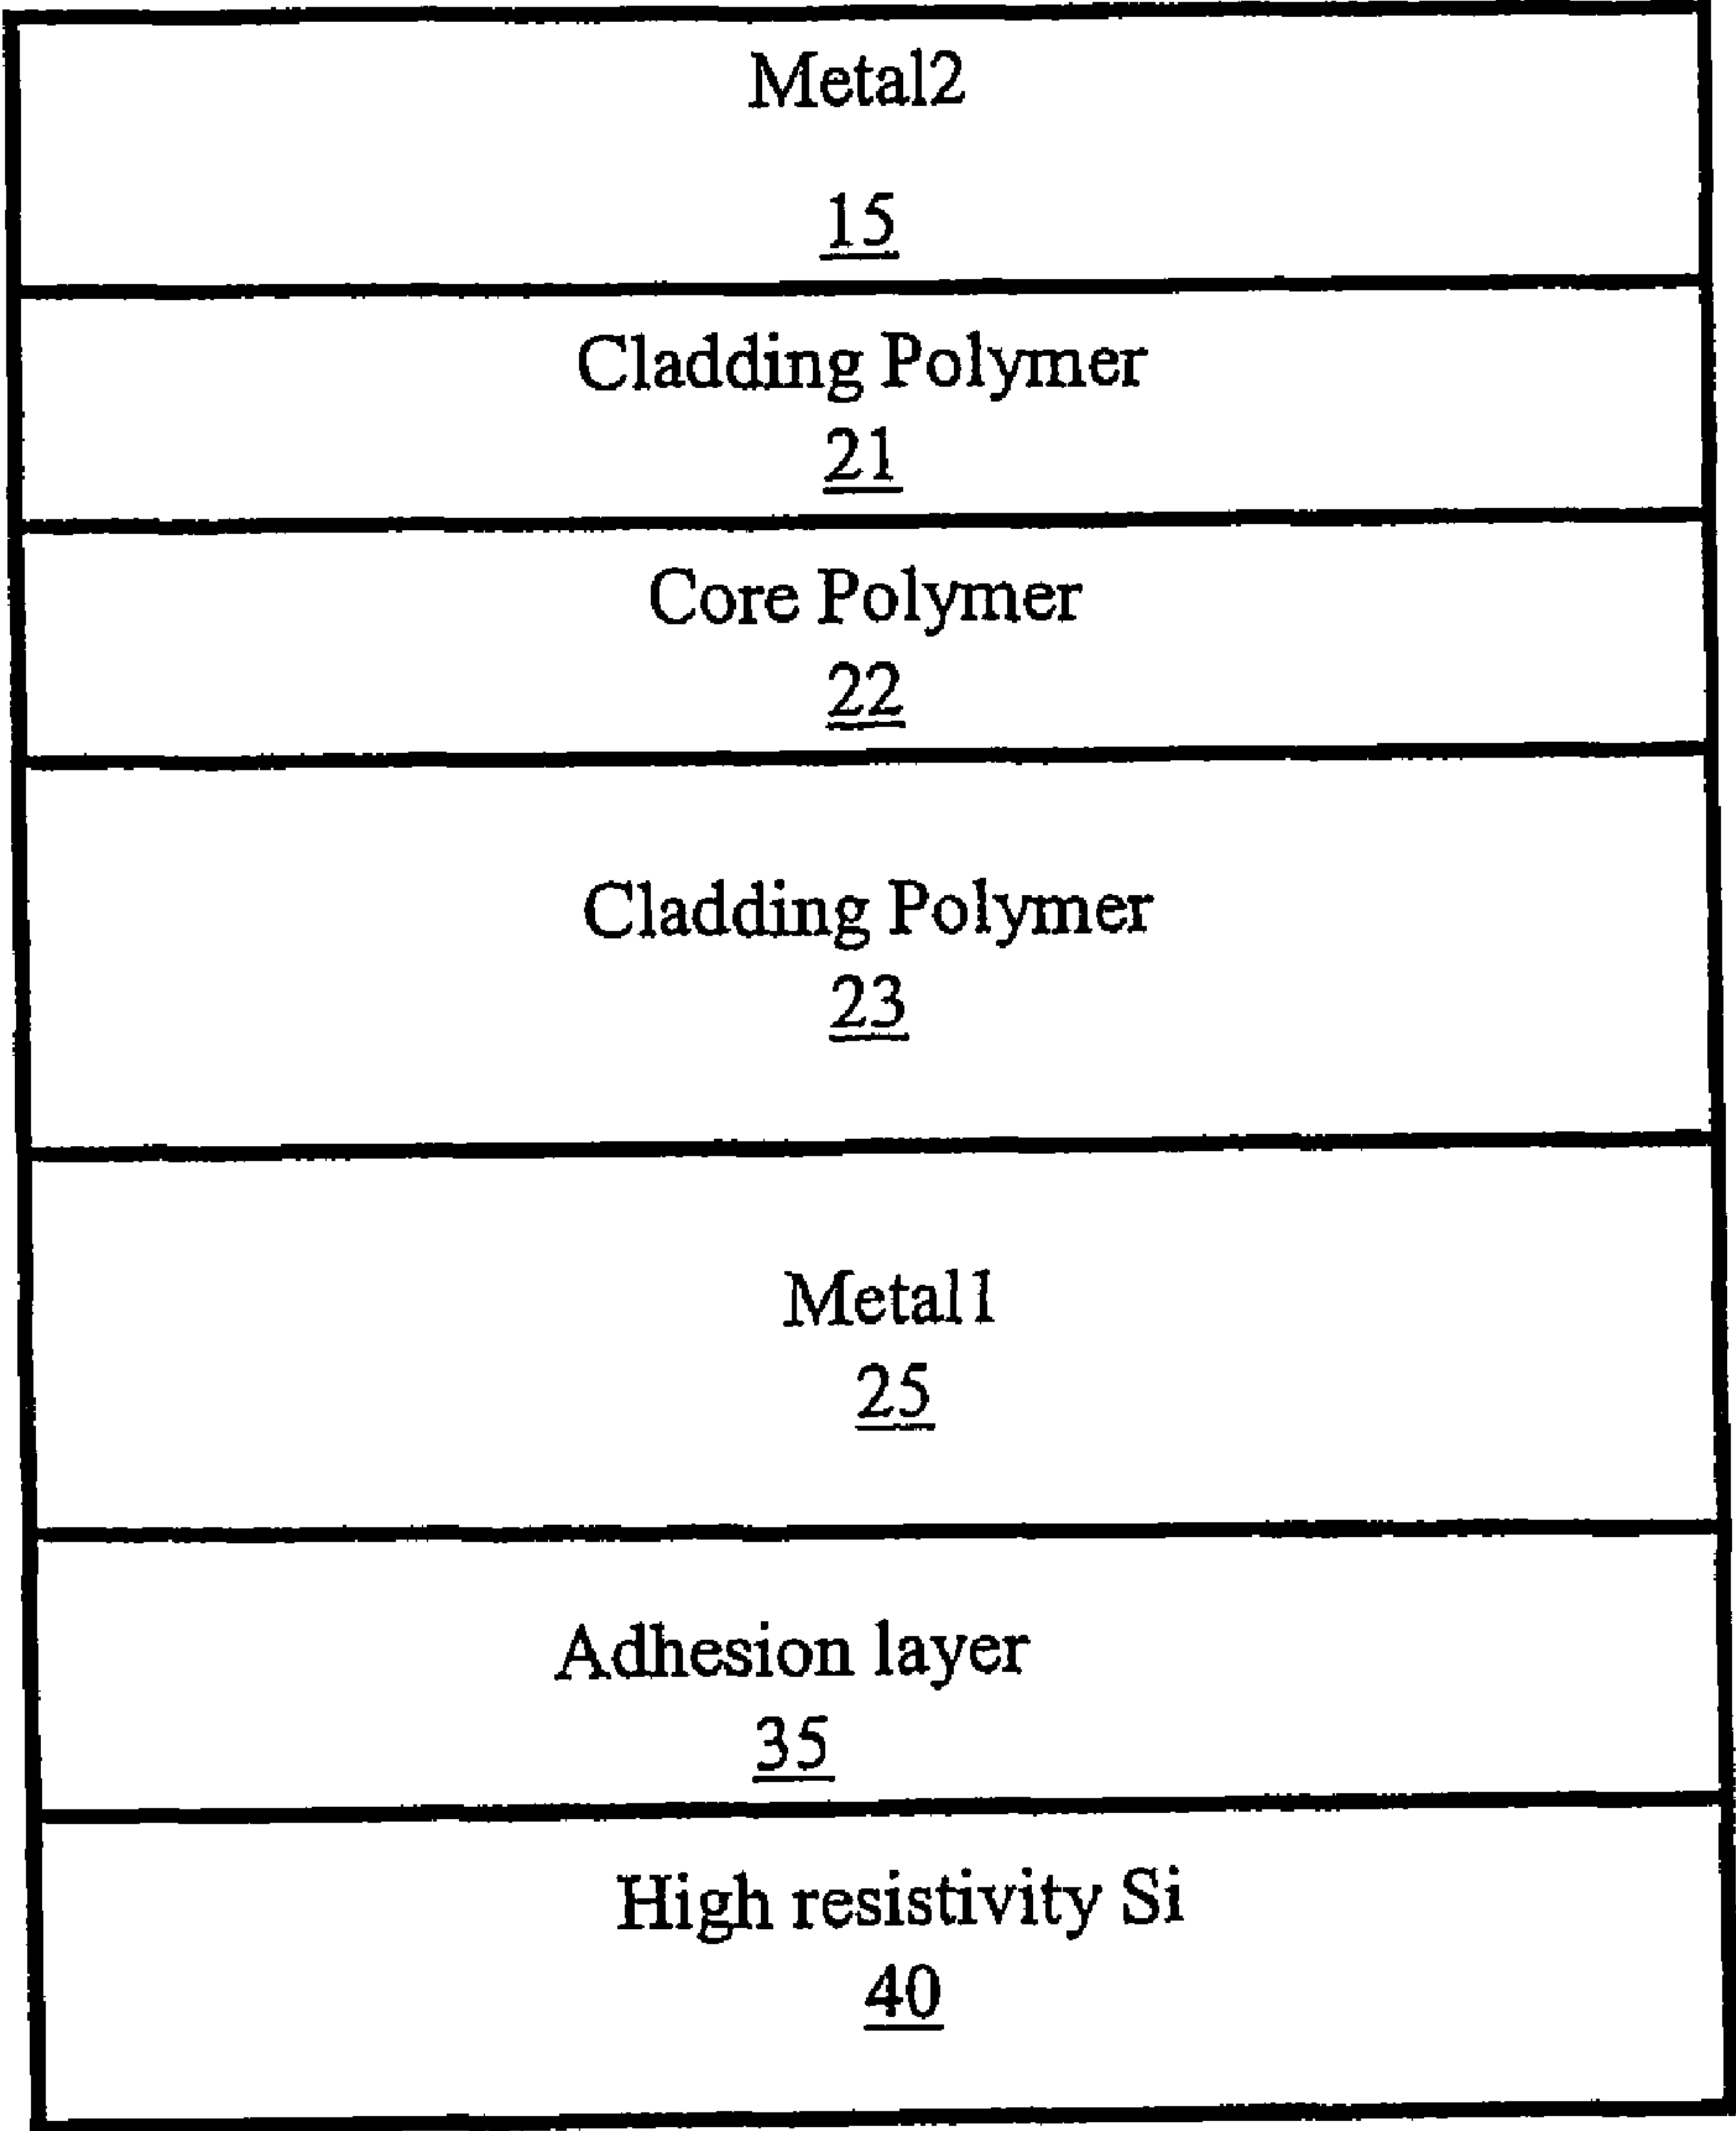 Metal2
15
Cladding Polymer
21
Core Polymer
22
Cladding Polymer
23
Metal1
25
Adhesion layer
35
High resistivity Si
40